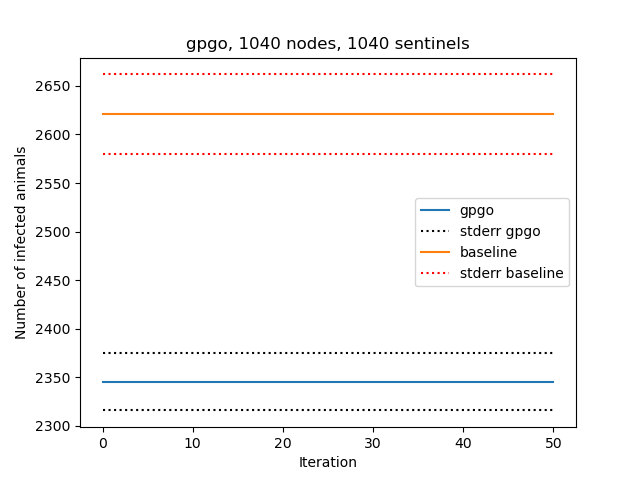 gpgo, 1040 nodes, 1040 sentinels
Number of infected animals
2650
2600
2550
2500
2450
2400
2350
2300
gpgo
stderr gpgo
baseline
stderr baseline
0 10 20 30 40 50
Iteration